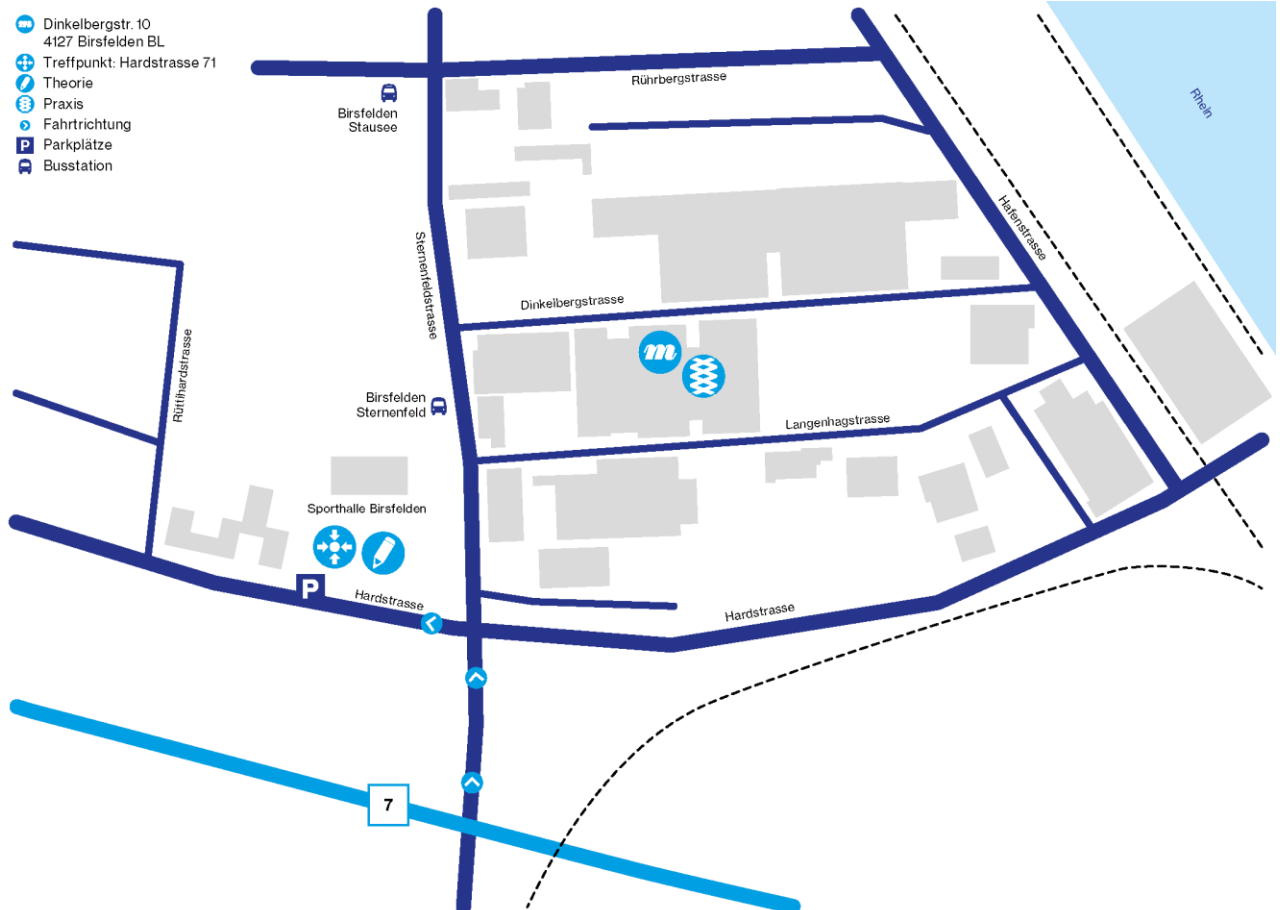 Dinkelbergstr. 10
4127 Birsfelden BL
Treffpunkt: Hardstrasse 71
Theorie
Praxis
Fahrtrichtung
P Parkplätze
Busstation
Birsfelden
Stausee
Rührbergstrasse
Rhein
Hafenstrasse
Sternenfeldstrasse
Dinkelbergstrasse
m
Rüttihardstrasse
Birsfelden
Sternenfeld
Langenhagstrasse
Sporthalle Birsfelden
P
Hardstrasse
Hardstrasse
7